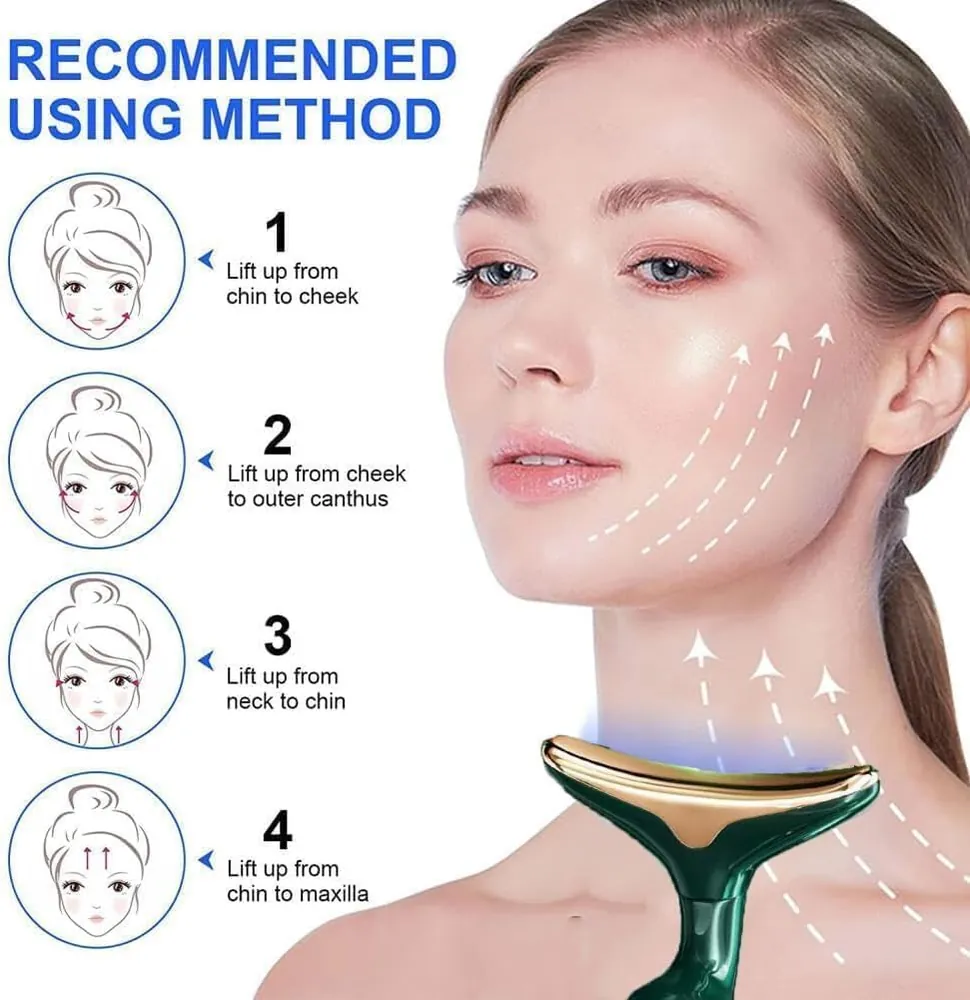 RECOMMENDED
USING METHOD
1
Lift up from
chin to cheek
2
Lift up from cheek
to outer canthus
3
Lift up from
neck to chin
4
Lift up from
chin to maxilla